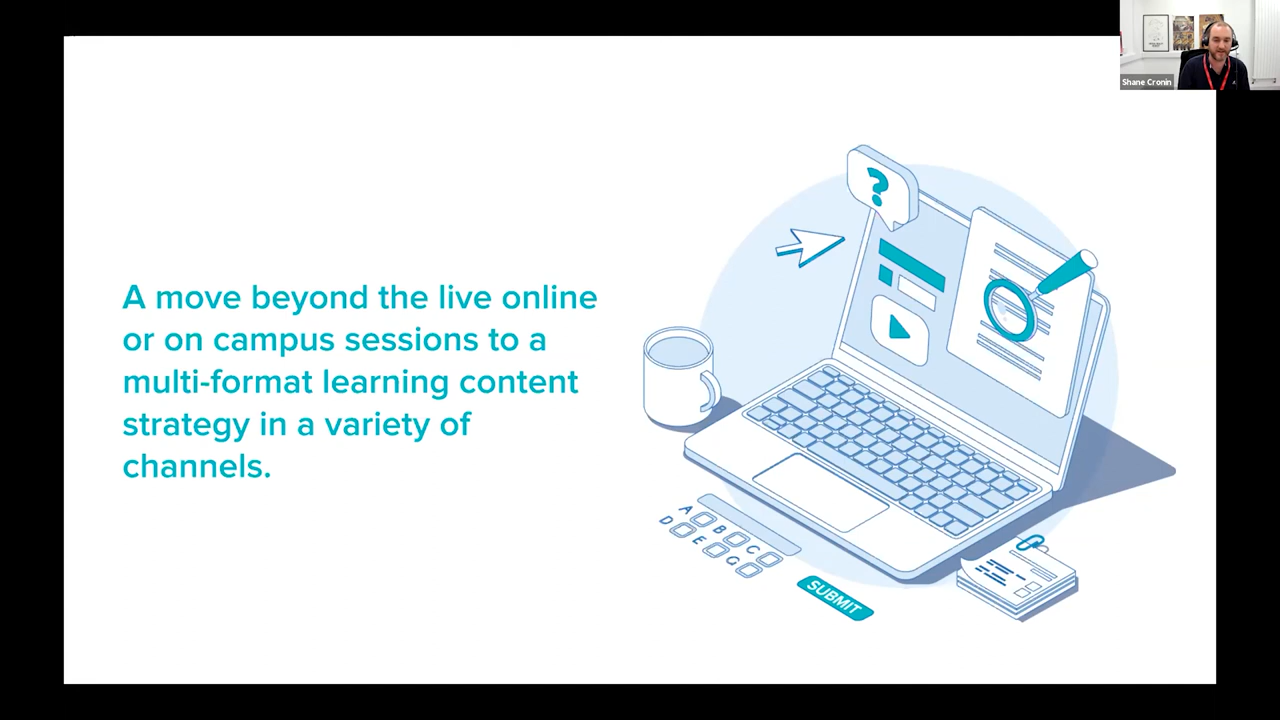 Shane Cronin
?
A move beyond the live online
or on campus sessions to a
multi-format learning content
strategy in a variety of
channels.
A B C
D E G
SUBMIT